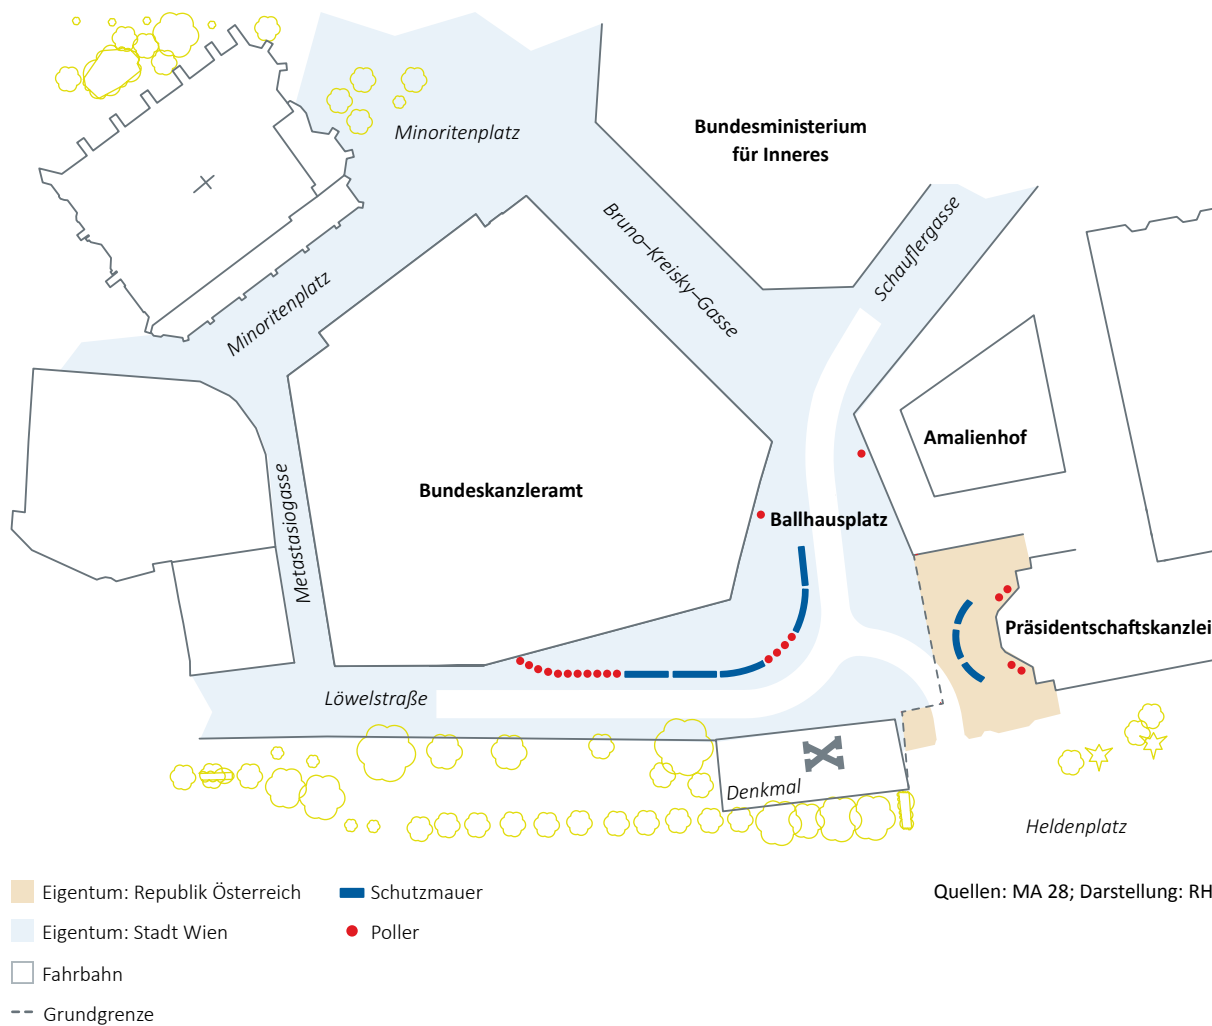 Minoritenplatz
Bundesministerium
für Inneres
Bruno–Kreisky–Gasse
Schauflergasse
Minoritenplatz
Amalienhof
Bundeskanzleramt
Ballhausplatz
Metastasiogasse
Präsidentschaftskanzlei
Löwelstraße
Denkmal
Heldenplatz
Eigentum: Republik Österreich
Schutzmauer
Quellen: MA 28; Darstellung: RH
Eigentum: Stadt Wien
Poller
Fahrbahn
Grundgrenze